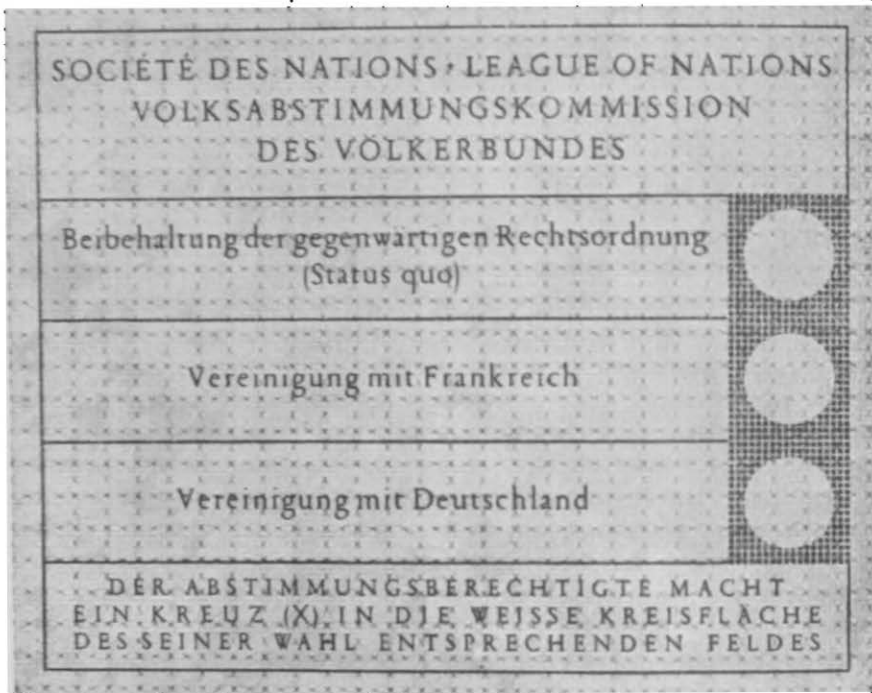 SOCIÉTÉ DES NATIONS · LEAGUE OF NATIONS
VOLKSABSTIMMUNGSKOMMISSION
DES VÖLKERBUNDES
Beibehaltung der gegenwärtigen Rechtsordnung
(Status quo)
Vereinigung mit Frankreich
Vereinigung mit Deutschland
DER ABSTIMMUNGSBERECHTIGTE MACHT
EIN KREUZ (X) IN DIE WEISSE KREISFLÄCHE
DES SEINER WAHL ENTSPRECHENDEN FELDES